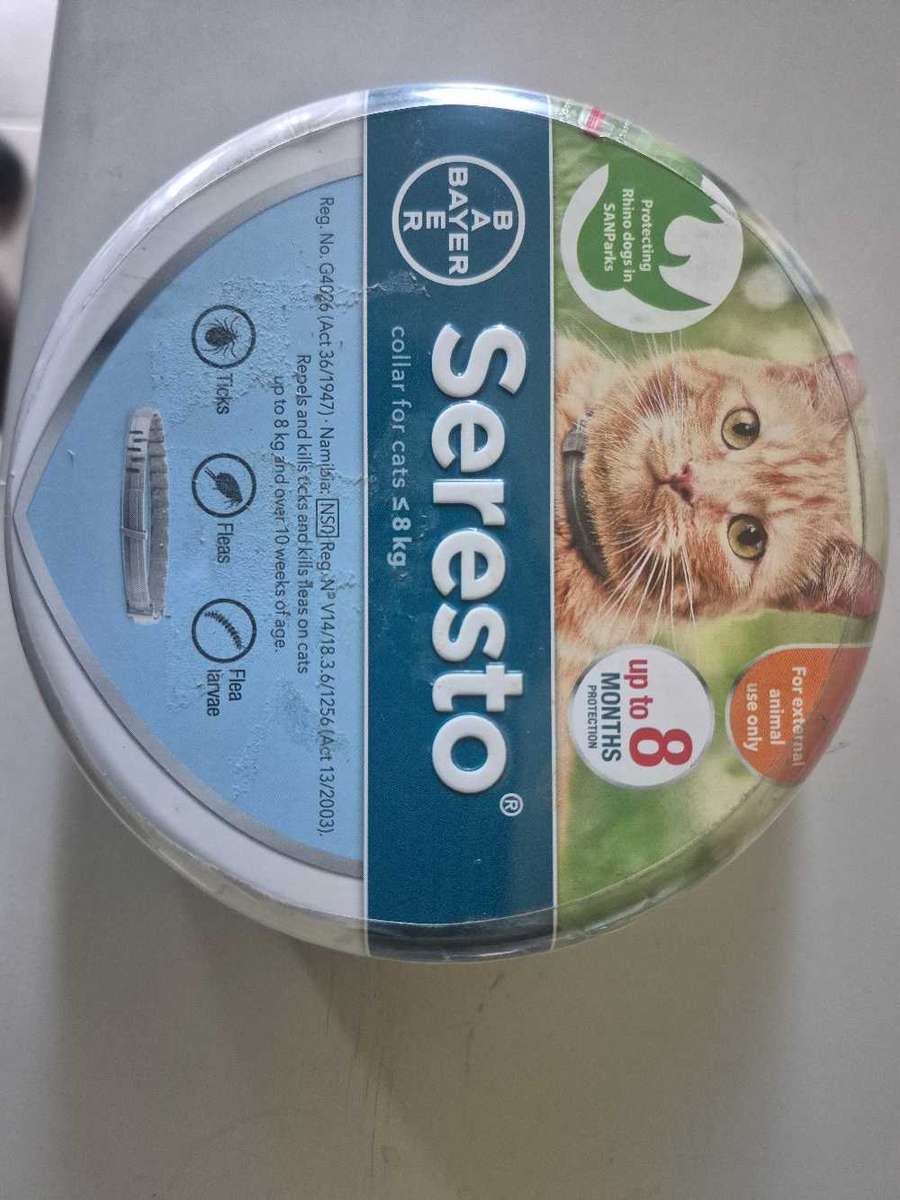 Protecting
Rhino dogs in
SANParks
For external
animal
use only
up to 8
MONTHS
PROTECTION
B
A
BAYER
E
R
Seresto®
collar for cats ≤ 8 kg
Reg. No. G4026 (Act 36/1947) · Namibia: NS0 Reg. Nº V14/18.3.6/1256 (Act 13/2003).
Repels and kills ticks and kills fleas on cats
up to 8 kg and over 10 weeks of age.
Ticks
Fleas
Flea
larvae